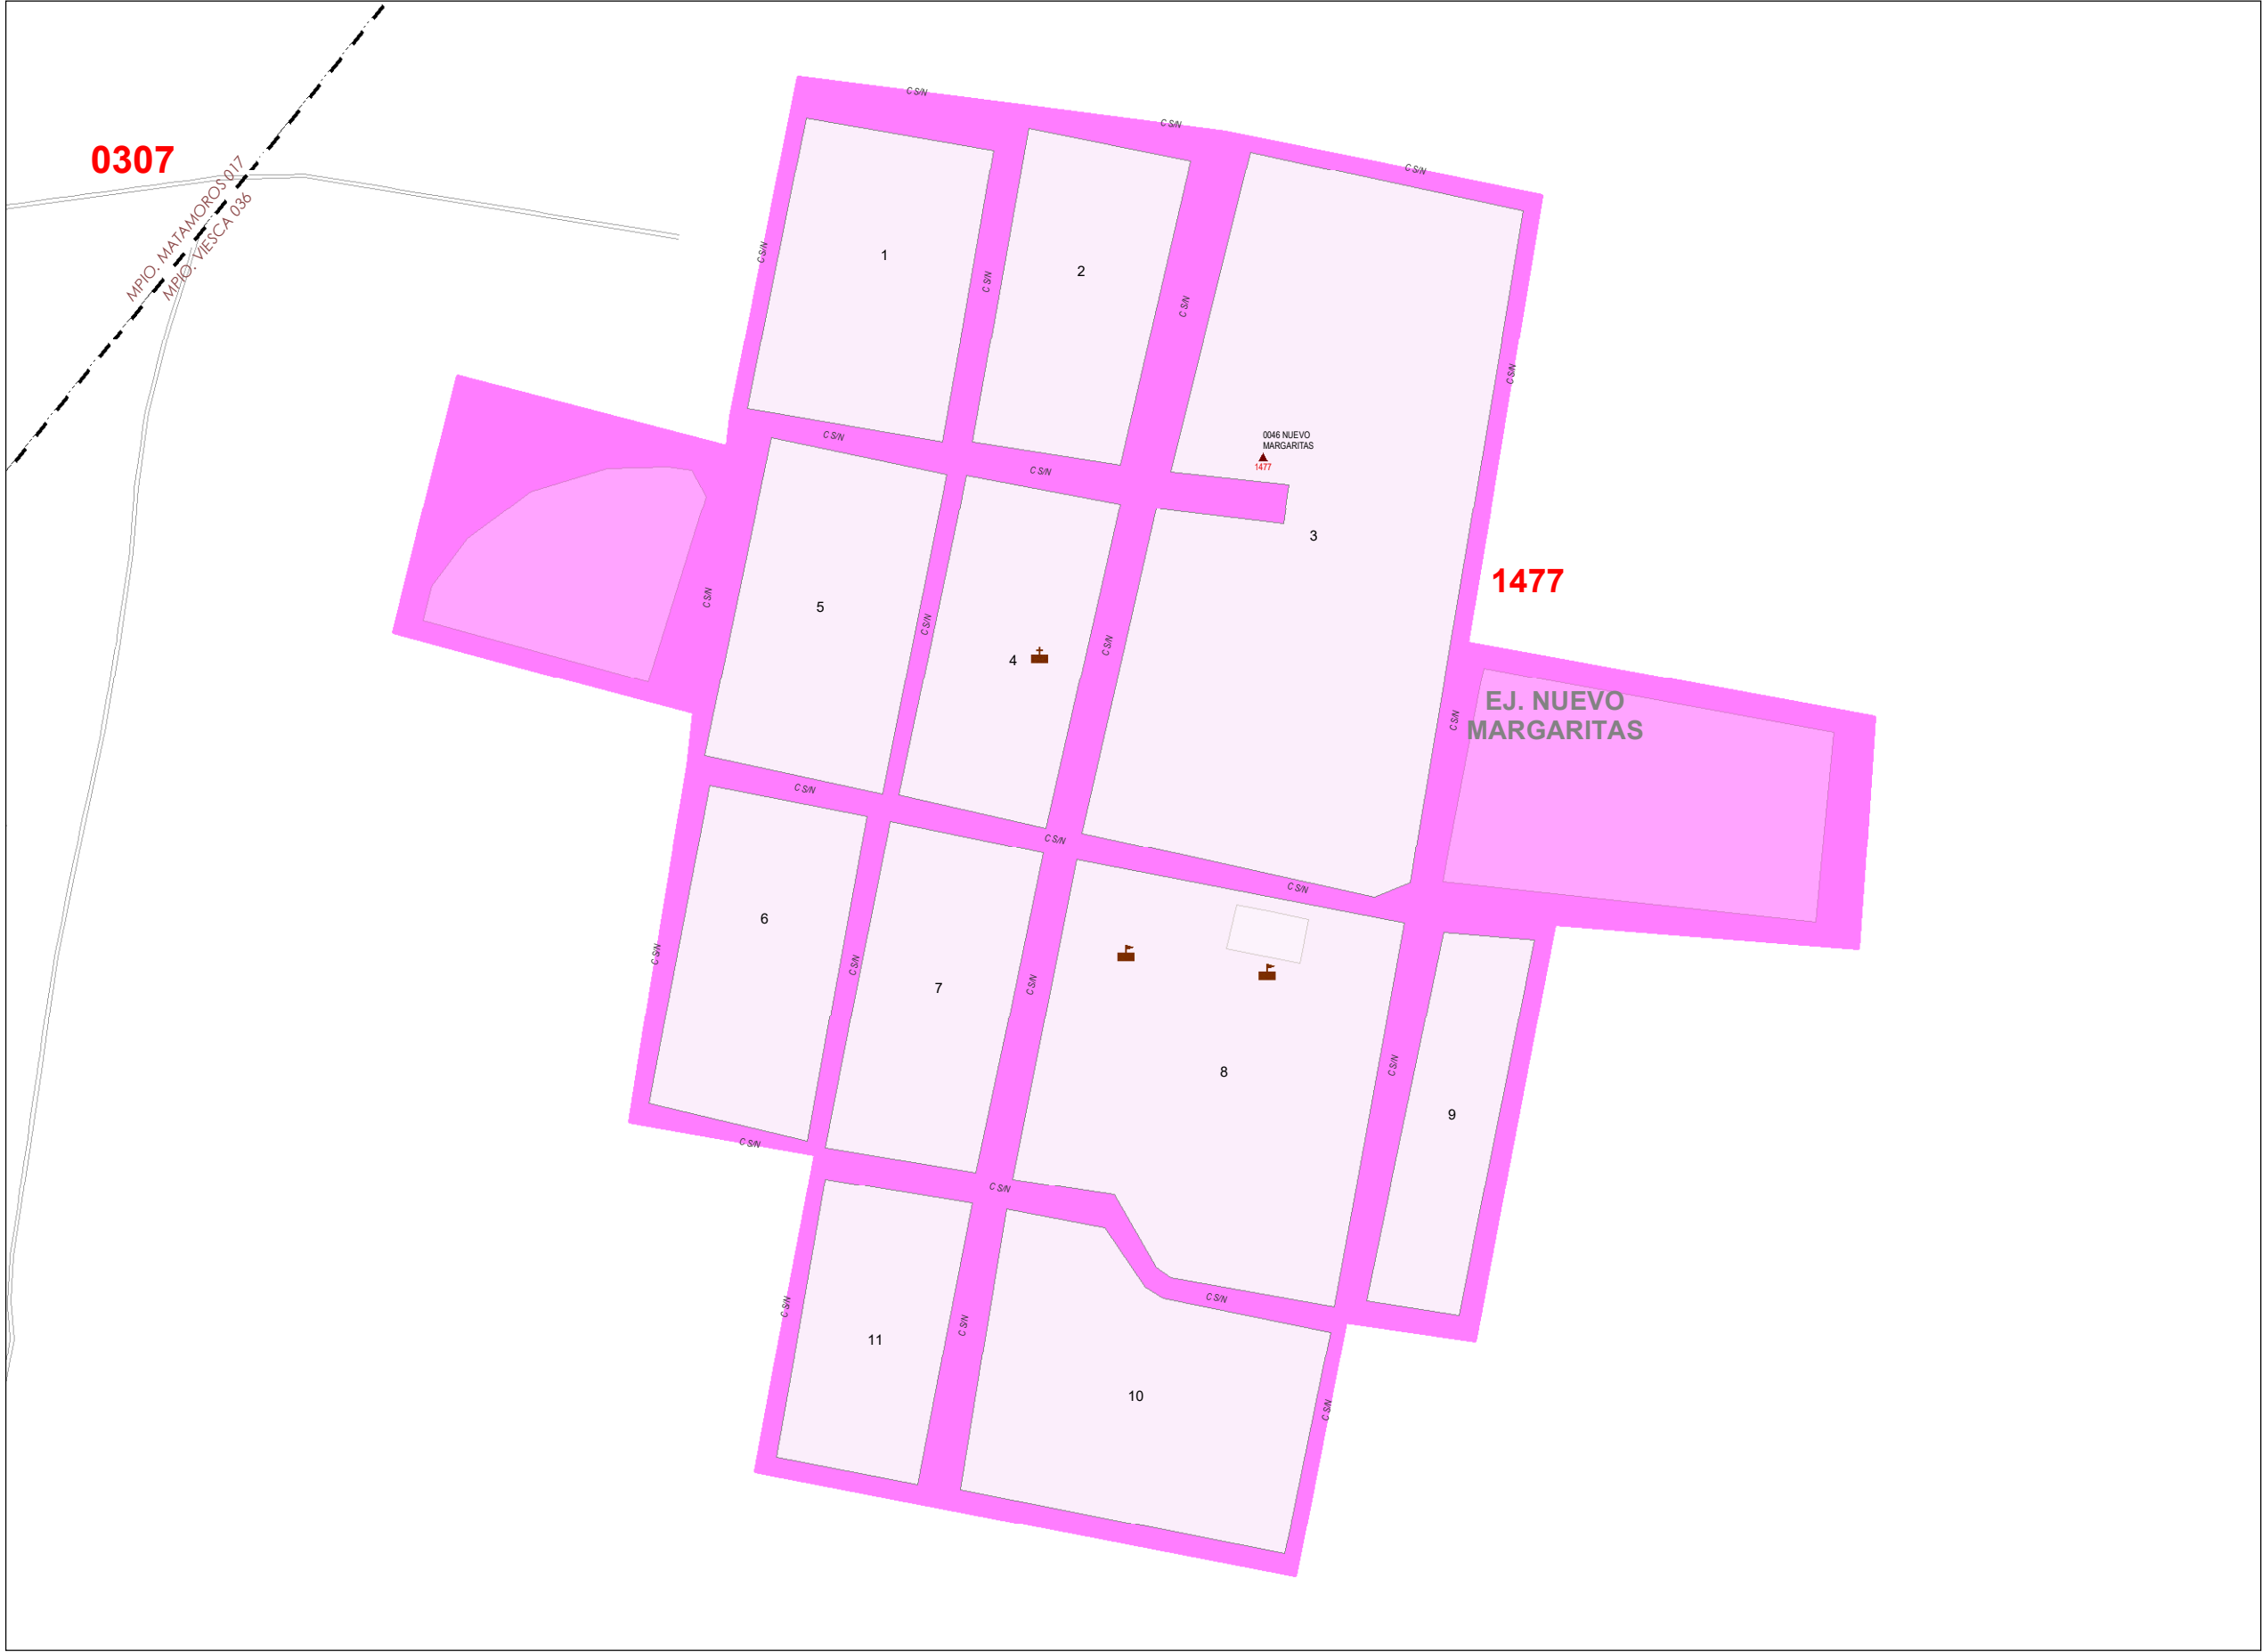 C S/N
C S/N
C S/N
0307
MPIO. MATAMOROS 017
MPIO. VIESCA 036
C S/N
1
C S/N
2
C S/N
C S/N
C S/N
C S/N
0046 NUEVO
MARGARITAS
1477
3
1477
C S/N
5
C S/N
4
C S/N
EJ. NUEVO
MARGARITAS
C S/N
C S/N
C S/N
C S/N
6
C S/N
C S/N
7
C S/N
8
C S/N
9
C S/N
C S/N
C S/N
C S/N
11
C S/N
10
C S/N